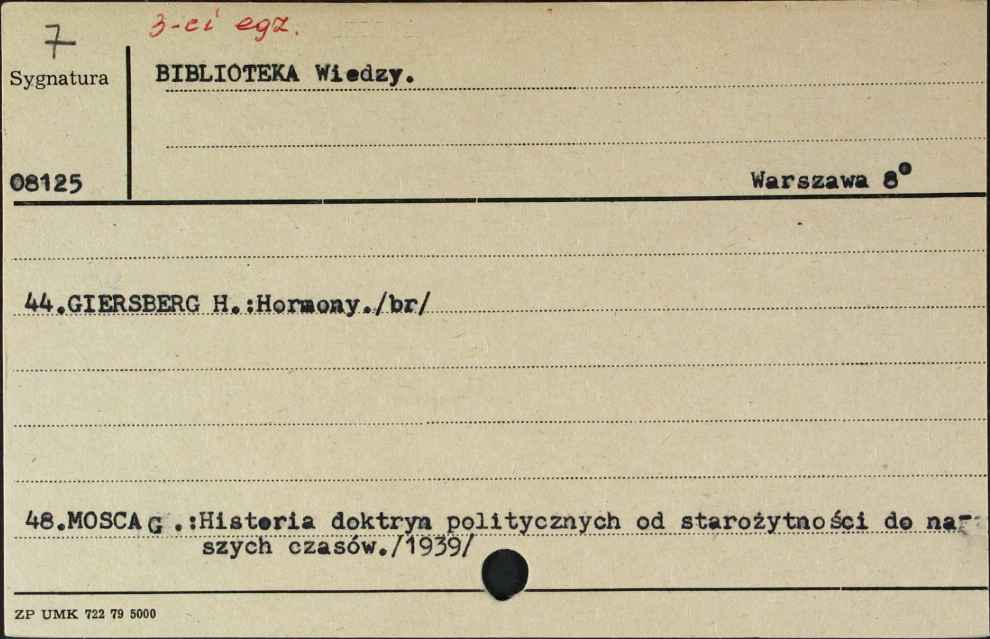 7
3-ci egz.
Sygnatura
BIBLIOTEKA Wiedzy.
08125
Warszawa 8°
44.GIERSBERG H.:Hormony./br/
48.MOSCA G .:Historia doktryn politycznych od starożytności do na-
szych czasów./1939/
ZP UMK 722 79 5000